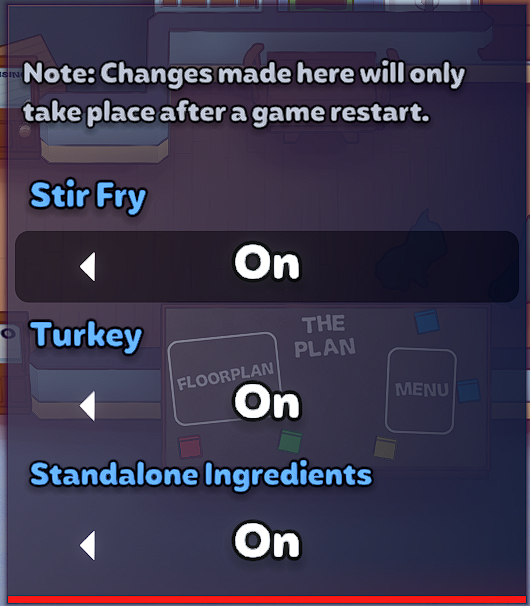 Note: Changes made here will only
take place after a game restart.
Stir Fry
On
THE
PLAN
Turkey
FLOORPLAN
On
MENU
Standalone Ingredients
On